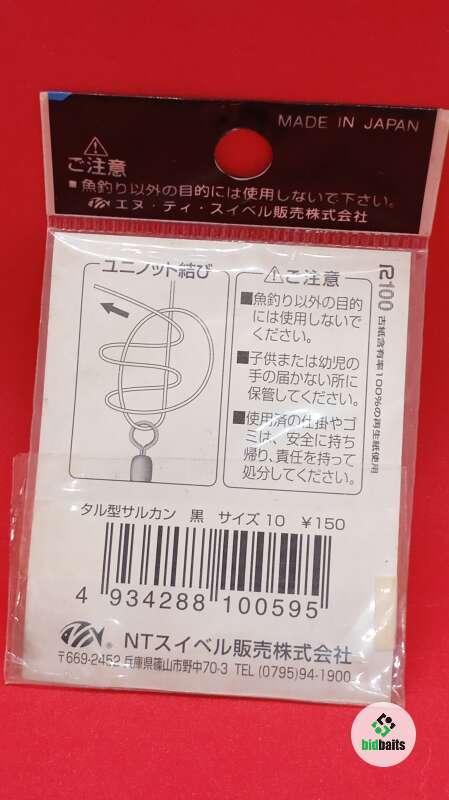 MADE IN JAPAN
ご注意
■魚釣り以外の目的には使用しないで下さい。
エヌ・ティ・スイベル販売株式会社
ユニノット結び
ご注意
■魚釣り以外の目的
には使用しないで
ください。
■子供または幼児の
手の届かない所に
保管してください。
■使用済の仕掛やゴ
ミは、安全に持ち
帰り、責任を持って
処分してください。
R100
古紙含有率100%の再生紙使用
タル型サルカン 黒 サイズ10 ¥150
4 934288 100595
NTスイベル販売株式会社
〒669-2452 兵庫県篠山市野中70-3 TEL (0795)94-1900
bidbaits